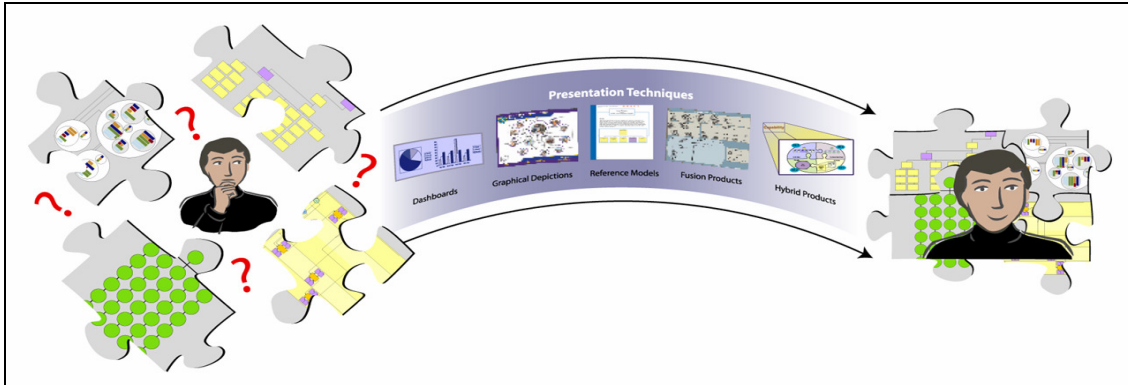 ?
?
?
?
Presentation Techniques
Dashboards
Graphical Depictions
Reference Models
Fusion Products
Hybrid Products